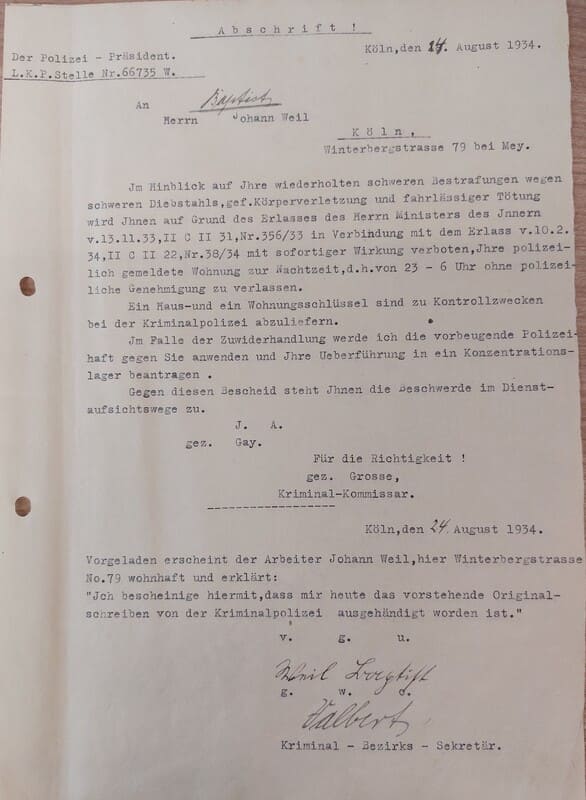 Abschrift !
Der Polizei - Präsident.
Köln,den 24. August 1934.
L.K.P.Stelle Nr.66735 W.
An Baptist
Herrn Johann Weil
Köln,
Winterbergstrasse 79 bei Mey.
Jm Hinblick auf Jhre wiederholten schweren Bestrafungen wegen
schweren Diebstahls,gef.Körperverletzung und fahrlässiger Tötung
wird Jhnen auf Grund des Erlasses des Herrn Ministers des Jnnern
v.13.11.33,II C II 31,Nr.356/33 in Verbindung mit dem Erlass v.10.2.
34,II C II 22,Nr.38/34 mit sofortiger Wirkung verboten,Jhre polizei-
lich gemeldete Wohnung zur Nachtzeit,d.h.von 23 - 6 Uhr ohne polizei-
liche Genehmigung zu verlassen.
Ein Haus-und ein Wohnungsschlüssel sind zu Kontrollzwecken
bei der Kriminalpolizei abzuliefern.
Jm Falle der Zuwiderhandlung werde ich die vorbeugende Polizei-
haft gegen Sie anwenden und Jhre Ueberführung in ein Konzentrations-
lager beantragen .
Gegen diesen Bescheid steht Jhnen die Beschwerde im Dienst-
aufsichtswege zu.
J. A.
gez. Gay.
Für die Richtigkeit !
gez. Grosse,
Kriminal-Kommissar.
Köln,den 24. August 1934.
Vorgeladen erscheint der Arbeiter Johann Weil,hier Winterbergstrasse
No.79 wohnhaft und erklärt:
"Jch bescheinige hiermit,dass mir heute das vorstehende Original-
schreiben von der Kriminalpolizei ausgehändigt worden ist."
v. g. u.
Weil Baptist
g. w. o.
Kriminal - Bezirks - Sekretär.